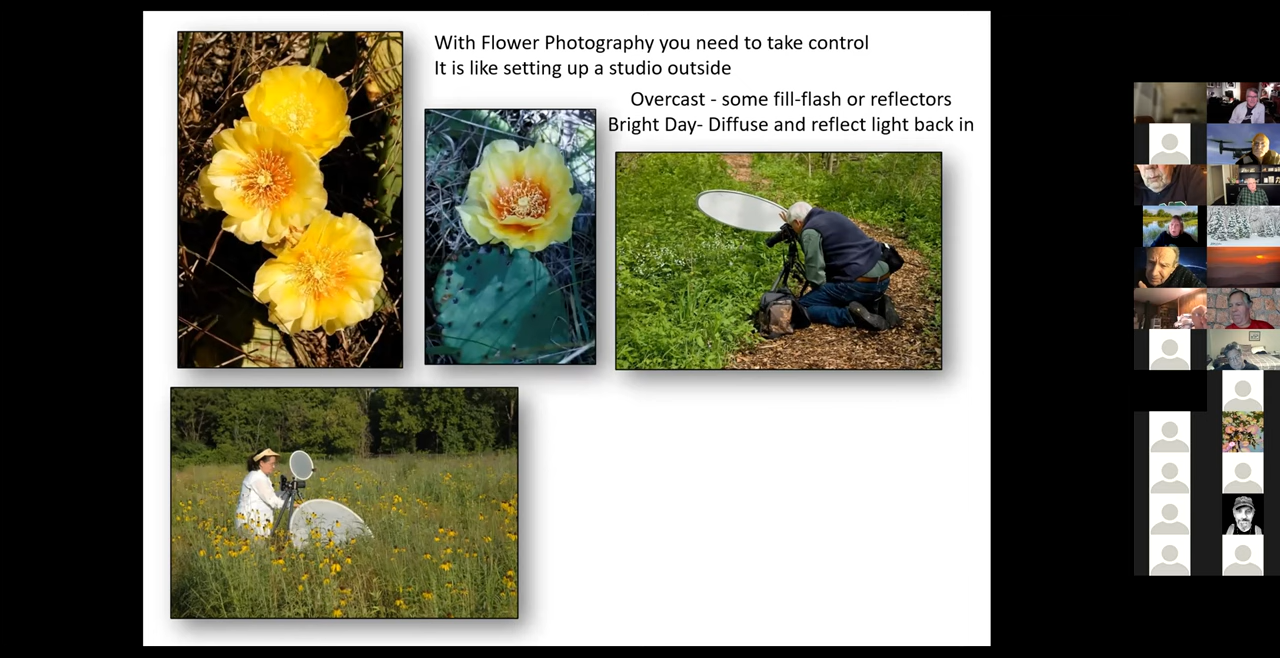 With Flower Photography you need to take control
It is like setting up a studio outside
Overcast - some fill-flash or reflectors
Bright Day- Diffuse and reflect light back in